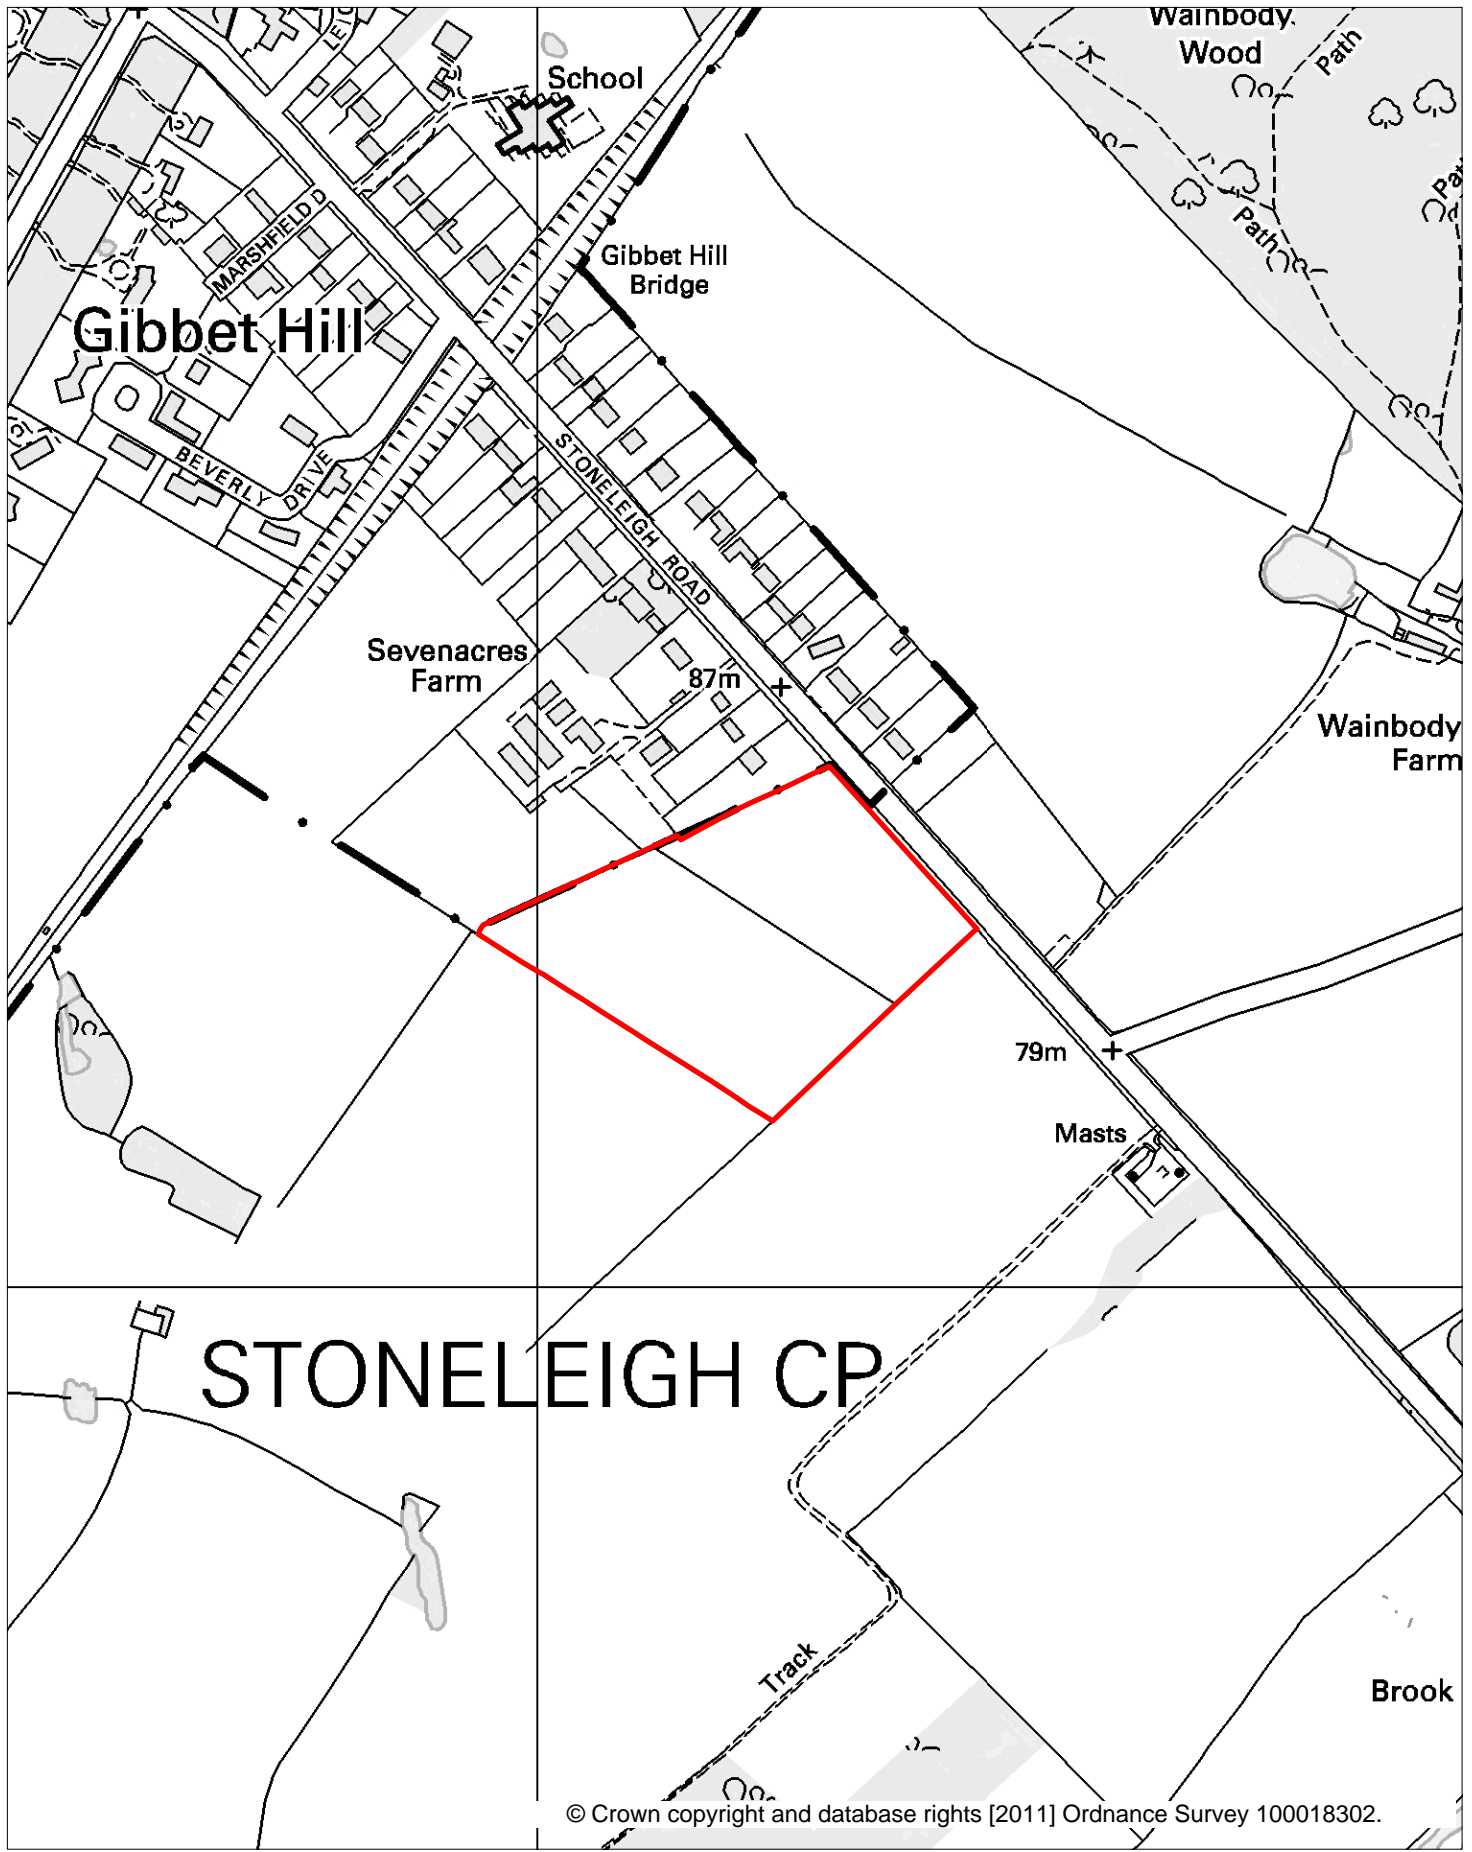 Wainbody
Wood
Path
School
Path
Path
LEIG
MARSHFIELD D
Gibbet Hill
Bridge
Gibbet Hill
BEVERLY DRIVE
STONELEIGH ROAD
Sevenacres
Farm
87m
Wainbody
Farm
79m
Masts
STONELEIGH CP
Track
Brook
© Crown copyright and database rights [2011] Ordnance Survey 100018302.